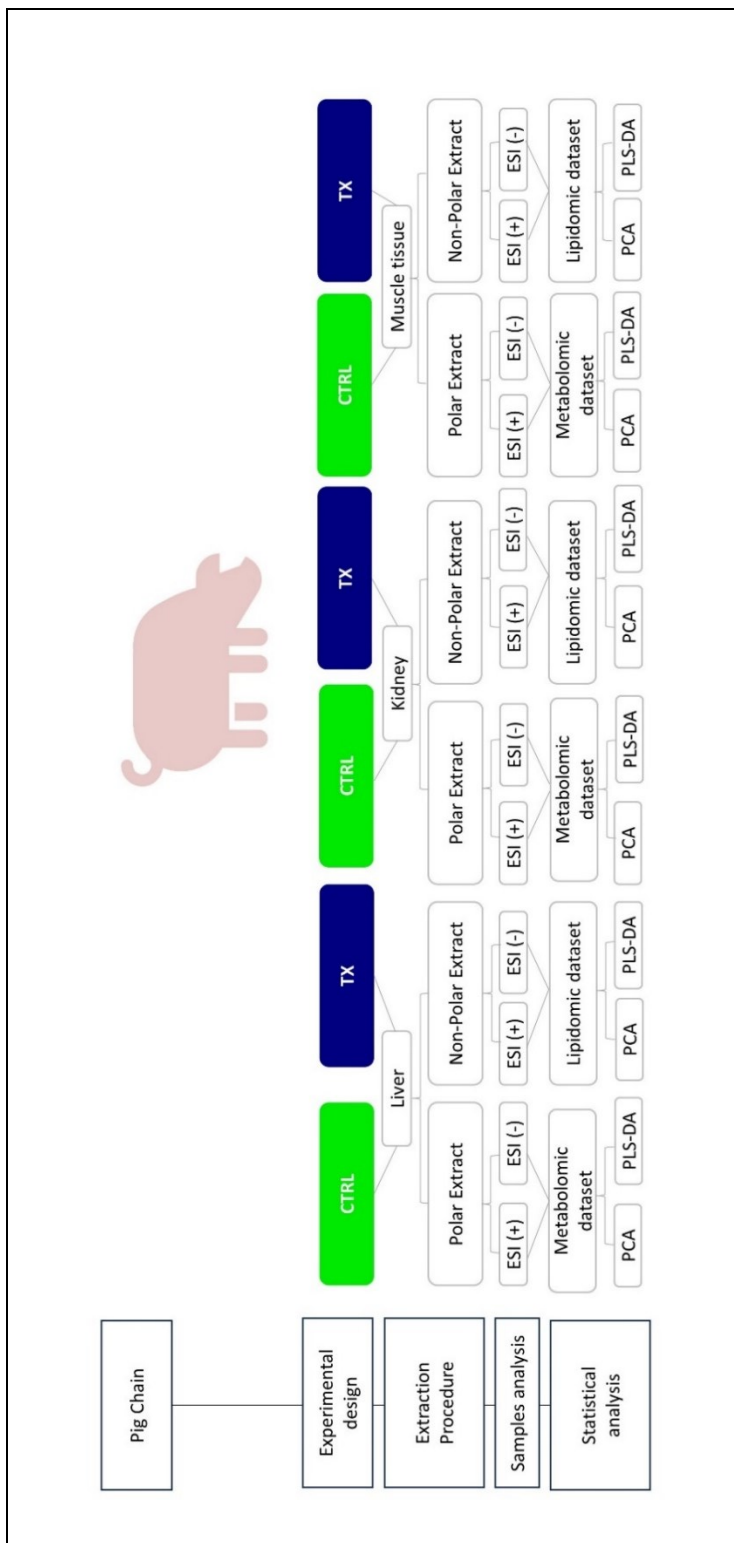 Pig Chain
Experimental
design
CTRL
TX
CTRL
TX
CTRL
TX
Extraction
Procedure
Liver
Kidney
Muscle tissue
Polar Extract
Non-Polar Extract
Polar Extract
Non-Polar Extract
Polar Extract
Non-Polar Extract
Samples analysis
ESI (+)
ESI (-)
ESI (+)
ESI (-)
ESI (+)
ESI (-)
ESI (+)
ESI (-)
ESI (+)
ESI (-)
ESI (+)
ESI (-)
Statistical
analysis
Metabolomic
dataset
Lipidomic dataset
Metabolomic
dataset
Lipidomic dataset
Metabolomic
dataset
Lipidomic dataset
PCA
PLS-DA
PCA
PLS-DA
PCA
PLS-DA
PCA
PLS-DA
PCA
PLS-DA
PCA
PLS-DA